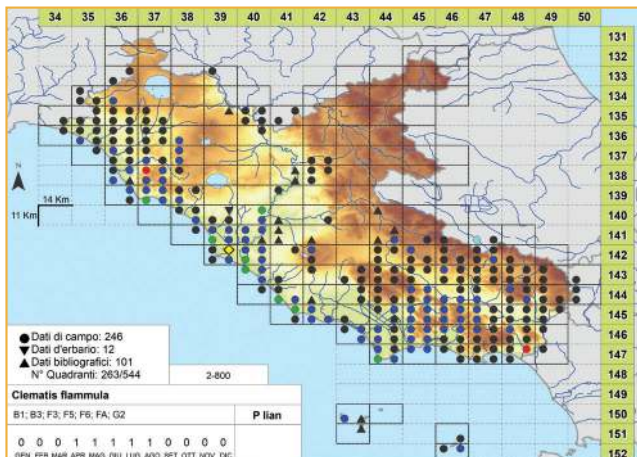 34 35 36 37 38 39 40 41 42 43 44 45 46 47 48 49 50
131
132
133
134
135
136
137
138
139
140
141
142
143
144
145
146
147
148
149
150
151
152
N
14 Km
11 Km
Dati di campo: 246
Dati d'erbario: 12
Dati bibliografici: 101
N° Quadranti: 263/544
2-800
Clematis flammula
B1; B3; F3; F5; F6; FA; G2
P lian
0 0 0 1 1 1 1 1 0 0 0 0
GEN FEB MAR APR MAG GIU LUG AGO SET OTT NOV DIC